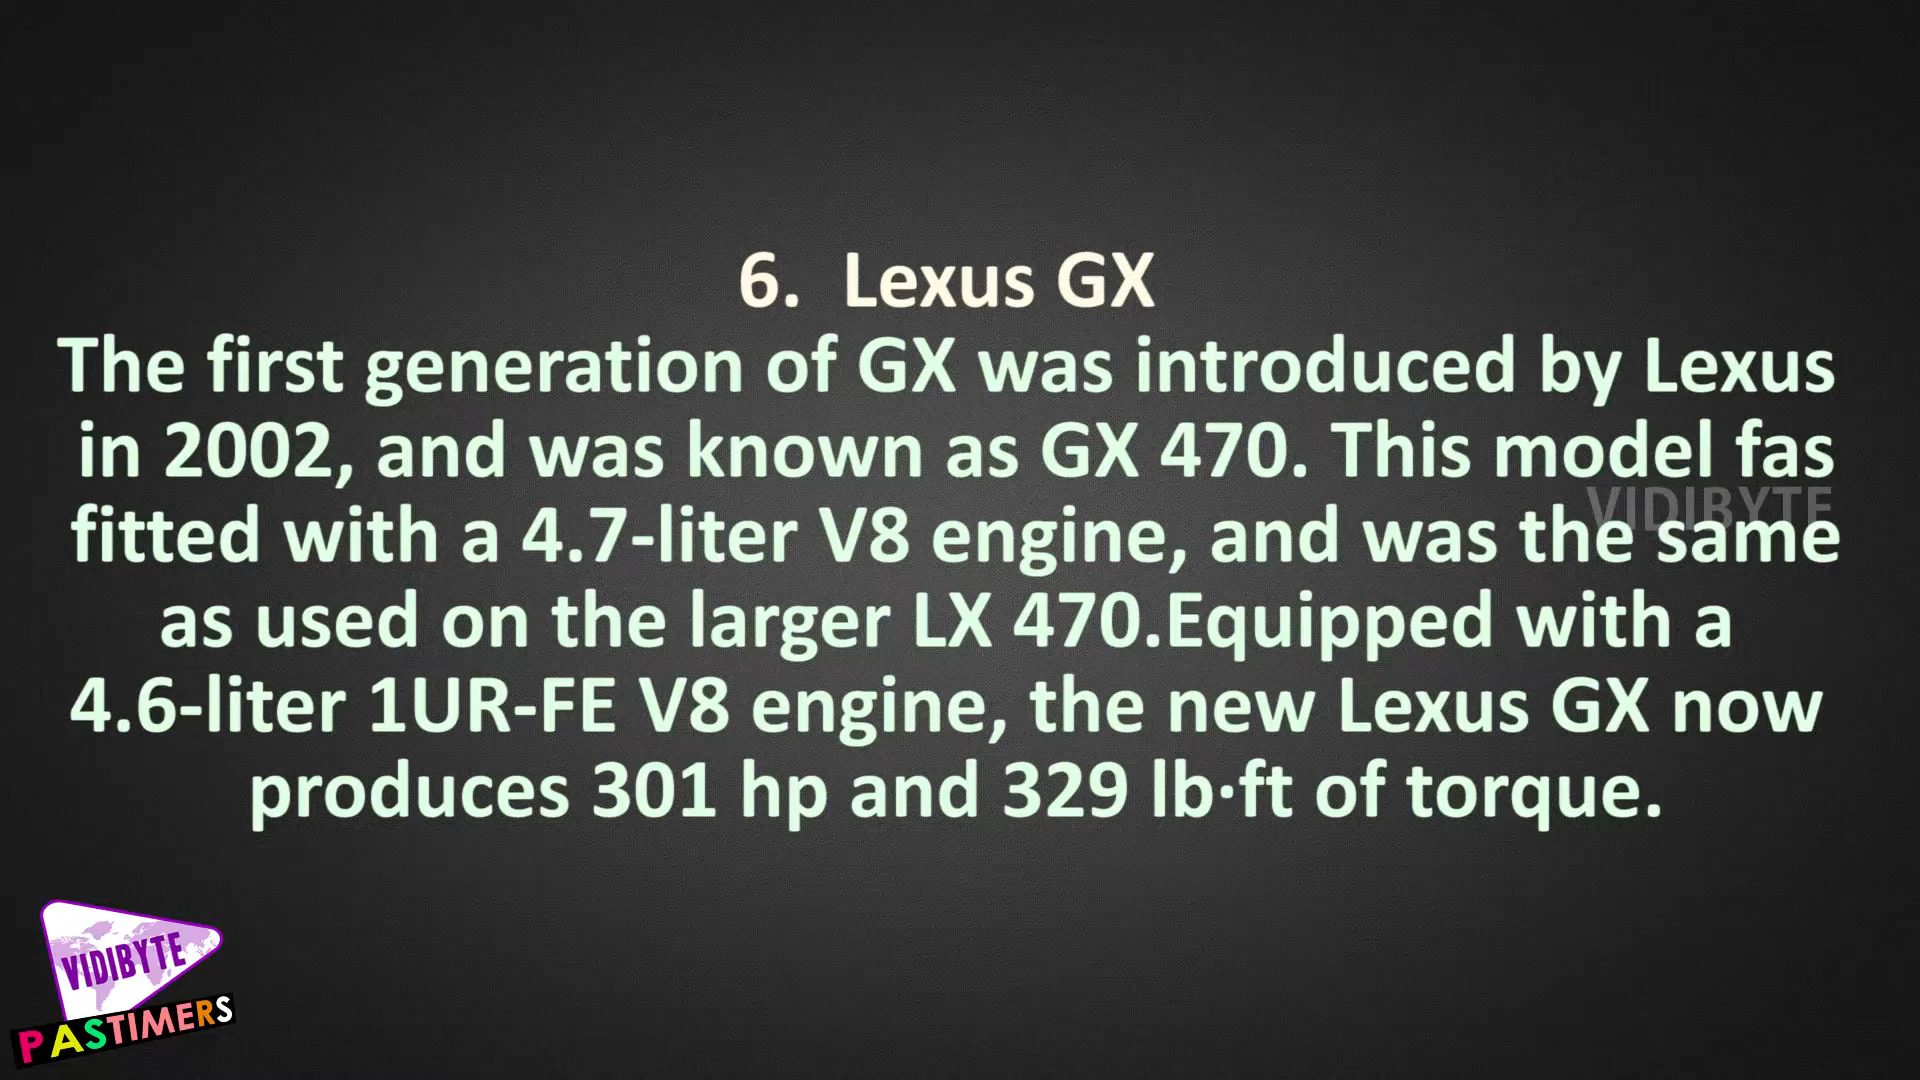 6.  Lexus GX
The first generation of GX was introduced by Lexus
in 2002, and was known as GX 470. This model fas
VIDIBYTE
fitted with a 4.7-liter V8 engine, and was the same
as used on the larger LX 470.Equipped with a
4.6-liter 1UR-FE V8 engine, the new Lexus GX now
produces 301 hp and 329 lb·ft of torque.
VIDIBYTE
PASTIMERS